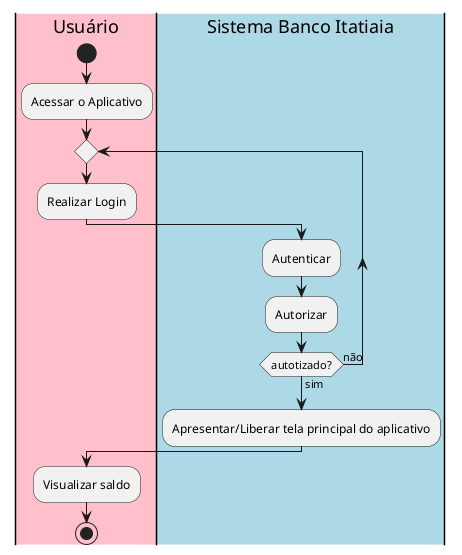 Usuário
Sistema Banco Itatiaia
Acessar o Aplicativo
Realizar Login
Autenticar
Autorizar
autotizado?
não
sim
Apresentar/Liberar tela principal do aplicativo
Visualizar saldo